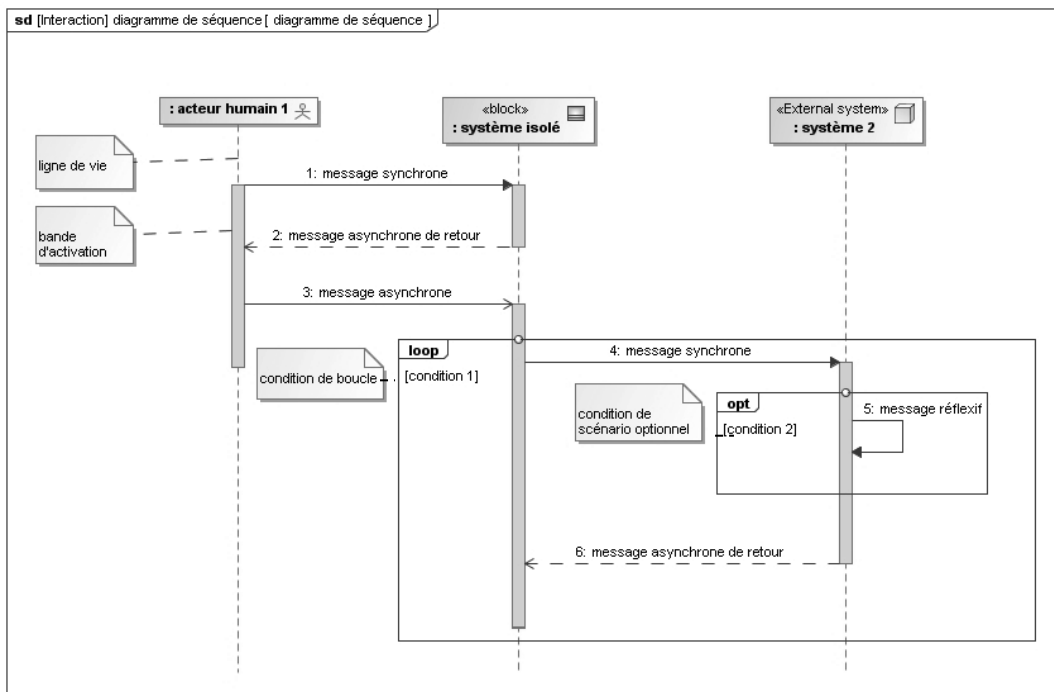 sd [Interaction] diagramme de séquence[ diagramme de séquence ]
: acteur humain 1
«block»
: système isolé
«External system»
: système 2
ligne de vie
1: message synchrone
bande
d'activation
2: message asynchrone de retour
3: message asynchrone
loop
4: message synchrone
condition de boucle
[condition 1]
opt
5: message réflexif
condition de
scénario optionnel
[condition 2]
6: message asynchrone de retour